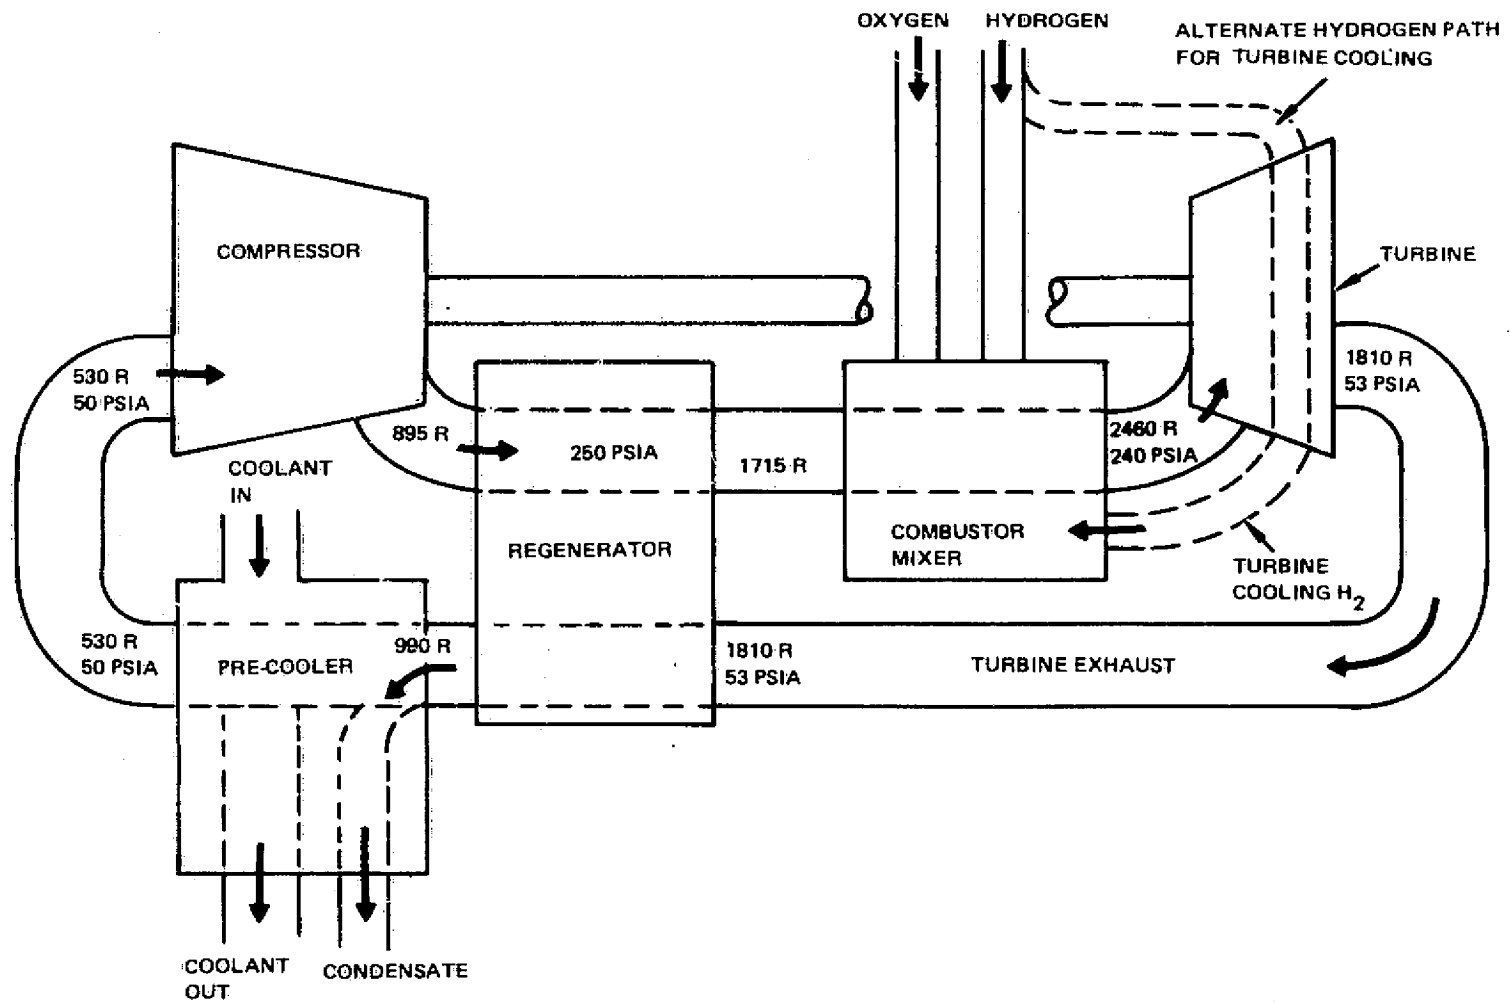 OXYGEN
HYDROGEN
ALTERNATE HYDROGEN PATH
FOR TURBINE COOLING
COMPRESSOR
TURBINE
530 R
50 PSIA
1810 R
53 PSIA
895 R
250 PSIA
1715 R
2460 R
240 PSIA
COOLANT
IN
REGENERATOR
COMBUSTOR
MIXER
TURBINE
COOLING H2
530 R
50 PSIA
PRE-COOLER
990 R
1810 R
53 PSIA
TURBINE EXHAUST
COOLANT
OUT
CONDENSATE